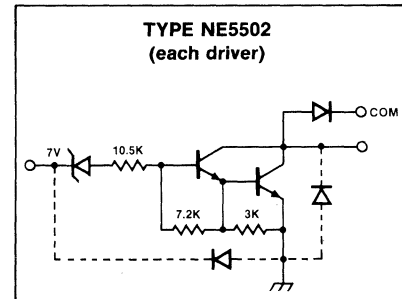 TYPE NE5502
(each driver)
COM
7V
10.5K
7.2K
3K